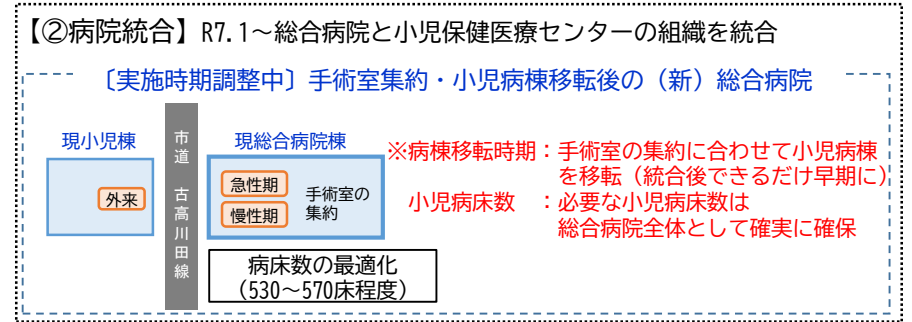 【②病院統合】R7.1～総合病院と小児保健医療センターの組織を統合
〔実施時期調整中〕手術室集約・小児病棟移転後の（新）総合病院
現小児棟
外来
市道 古高川田線
現総合病院棟
急性期
慢性期
手術室の
集約
病床数の最適化
（530～570床程度）
※病棟移転時期：手術室の集約に合わせて小児病棟
を移転（統合後できるだけ早期に）
小児病床数　：必要な小児病床数は
総合病院全体として確実に確保